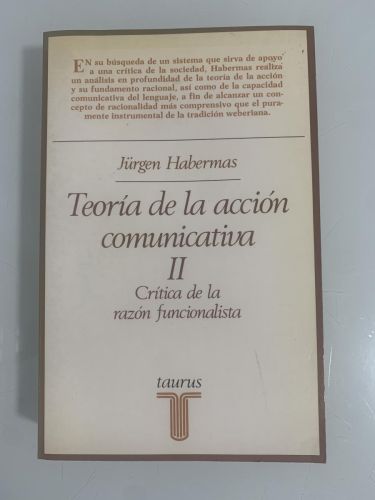 EN su búsqueda de un sistema que sirva de apoyo
a una crítica de la sociedad, Habermas realiza
un análisis en profundidad de la teoría de la acción
y su fundamento racional, así como de la capacidad
comunicativa del lenguaje, a fin de alcanzar un con-
cepto de racionalidad más comprensivo que el pura-
mente instrumental de la tradición weberiana.
Jürgen Habermas
Teoría de la acción
comunicativa
II
Crítica de la
razón funcionalista
taurus